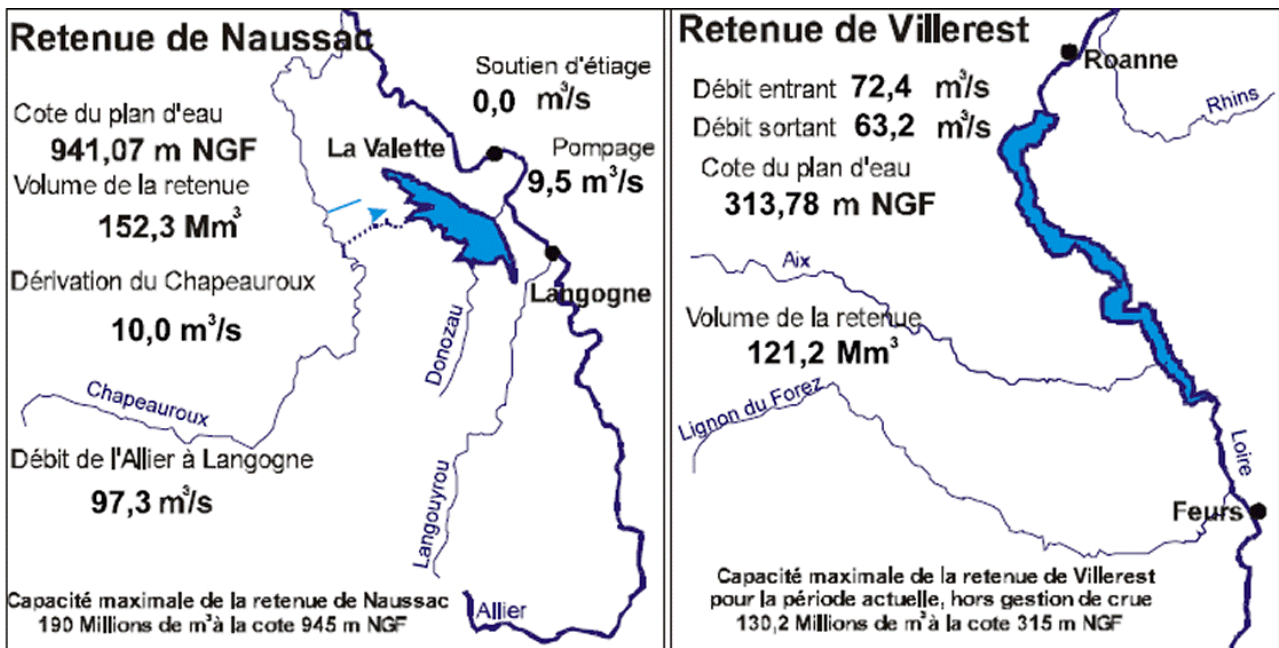 Retenue de Naussac
Soutien d'étiage
0,0 m³/s
Cote du plan d'eau
941,07 m NGF
La Valette
Pompage
9,5 m³/s
Volume de la retenue
152,3 Mm³
Dérivation du Chapeauroux
10,0 m³/s
Langogne
Donozau
Chapeauroux
Débit de l'Allier à Langogne
97,3 m³/s
Langouyrou
Capacité maximale de la retenue de Naussac
190 Millions de m³à la cote 945 m NGF
Allier
Retenue de Villerest
Roanne
Débit entrant 72,4 m³/s
Rhins
Débit sortant 63,2 m³/s
Cote du plan d'eau
313,78 m NGF
Aix
Volume de la retenue
121,2 Mm³
Lignon du Forez
Loire
Feurs
Capacité maximale de la retenue de Villerest
pour la période actuelle, hors gestion de crue
130,2 Millions de m³à la cote 315 m NGF